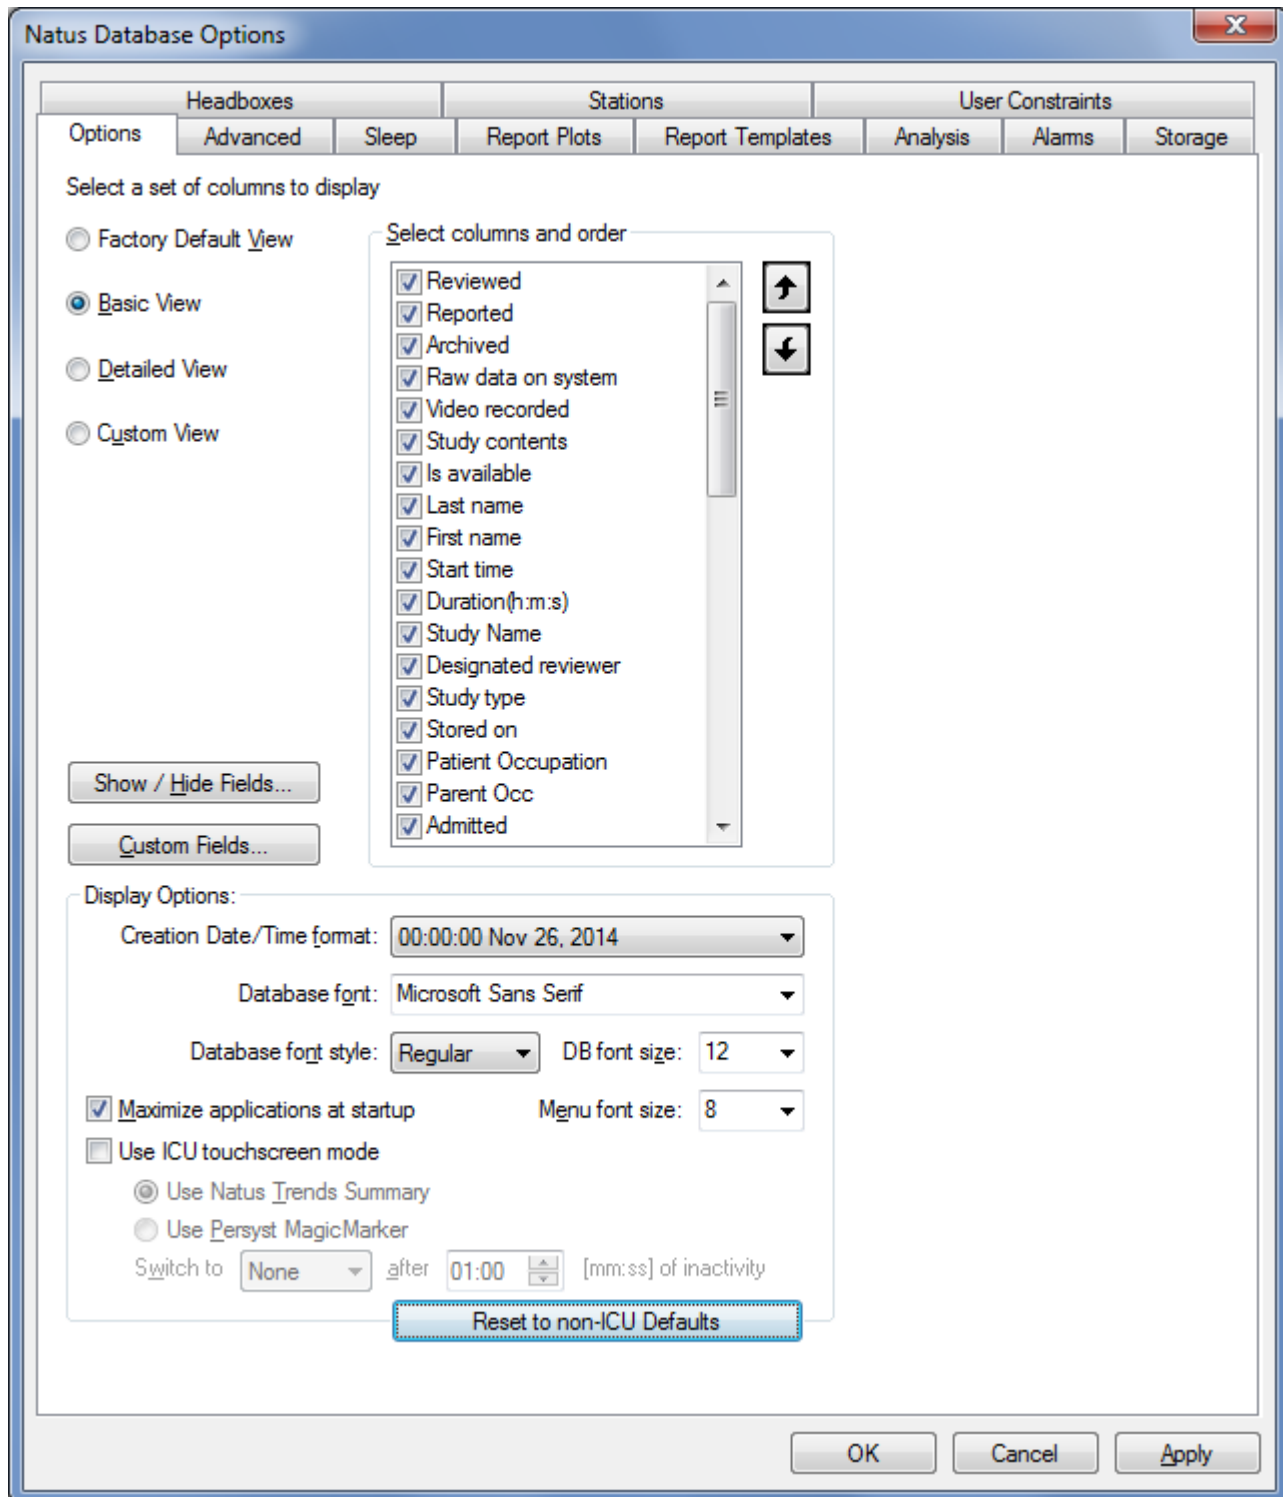 Natus Database Options
Headboxes Stations User Constraints
Options Advanced Sleep Report Plots Report Templates Analysis Alarms Storage
Select a set of columns to display
Factory Default View
Basic View
Detailed View
Custom View
Select columns and order
Reviewed
Reported
Archived
Raw data on system
Video recorded
Study contents
Is available
Last name
First name
Start time
Duration(h:m:s)
Study Name
Designated reviewer
Study type
Stored on
Patient Occupation
Parent Occ
Admitted
Show / Hide Fields...
Custom Fields...
Display Options:
Creation Date/Time format: 00:00:00 Nov 26, 2014
Database font: Microsoft Sans Serif
Database font style: Regular DB font size: 12
Maximize applications at startup Menu font size: 8
Use ICU touchscreen mode
Use Natus Trends Summary
Use Persyst MagicMarker
Switch to None after 01:00 [mm:ss] of inactivity
Reset to non-ICU Defaults
OK Cancel Apply